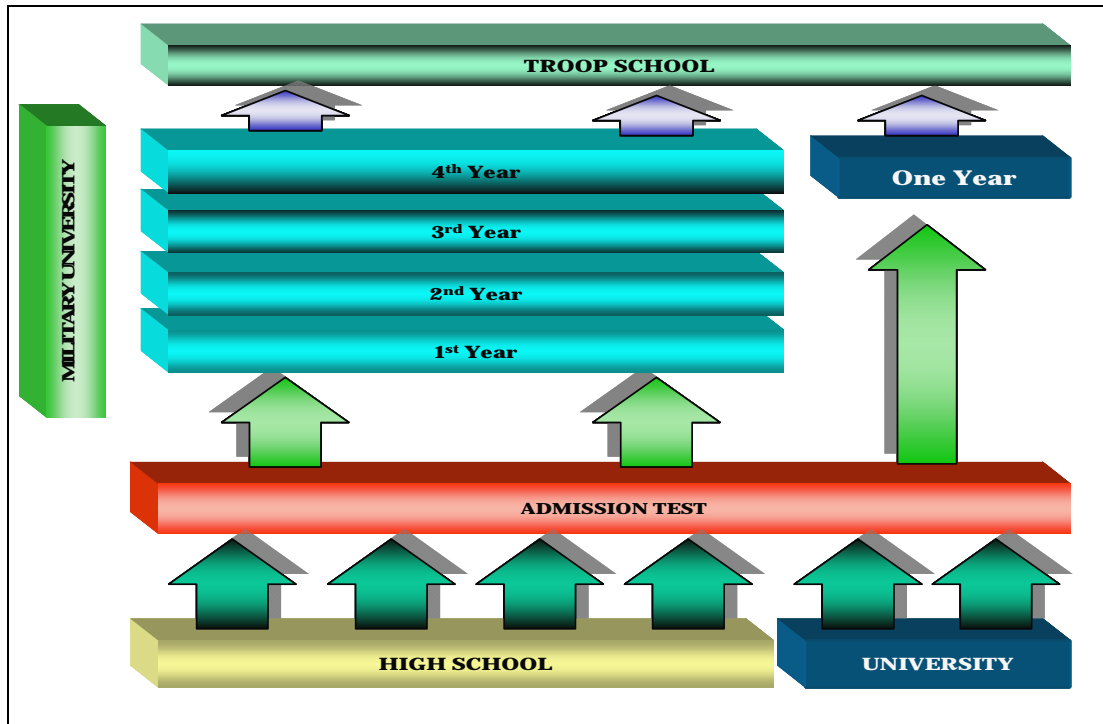 TROOP SCHOOL
MILITARY UNIVERSITY
4th Year
One Year
3rd Year
2nd Year
1st Year
ADMISSION TEST
HIGH SCHOOL
UNIVERSITY